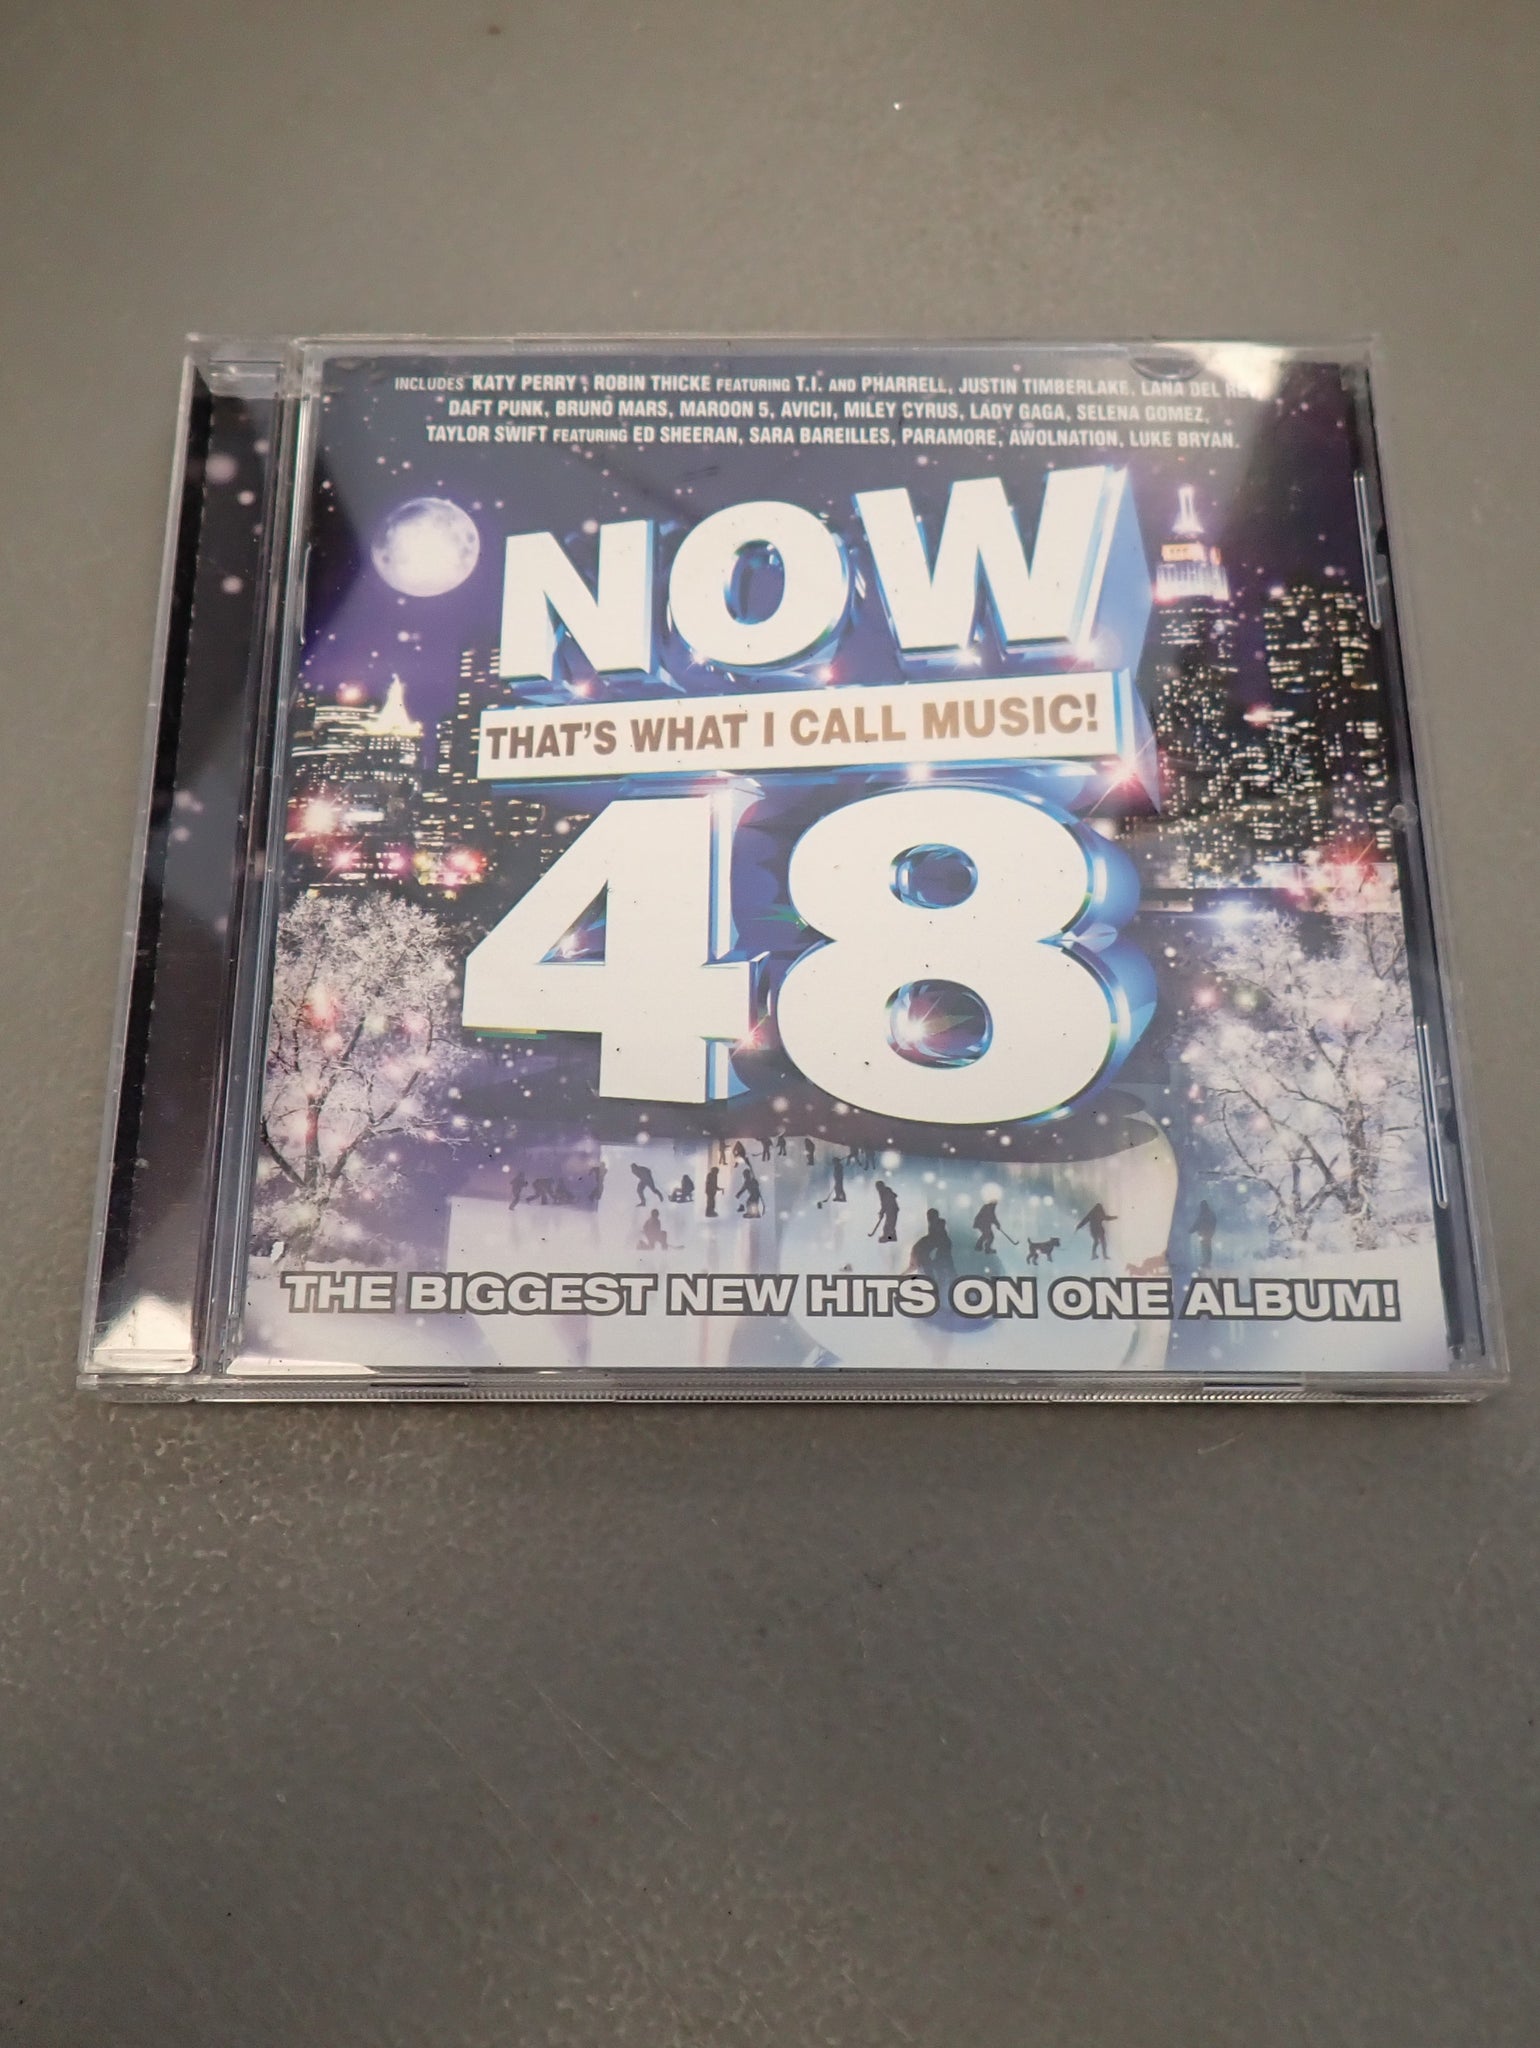 INCLUDES KATY PERRY, ROBIN THICKE FEATURING T.I. AND PHARRELL, JUSTIN TIMBERLAKE, LANA DEL REY
DAFT PUNK, BRUNO MARS, MAROON 5, AVICII, MILEY CYRUS, LADY GAGA, SELENA GOMEZ,
TAYLOR SWIFT FEATURING ED SHEERAN, SARA BAREILLES, PARAMORE, AWOLNATION, LUKE BRYAN.
NOW
THAT'S WHAT I CALL MUSIC!
48
THE BIGGEST NEW HITS ON ONE ALBUM!